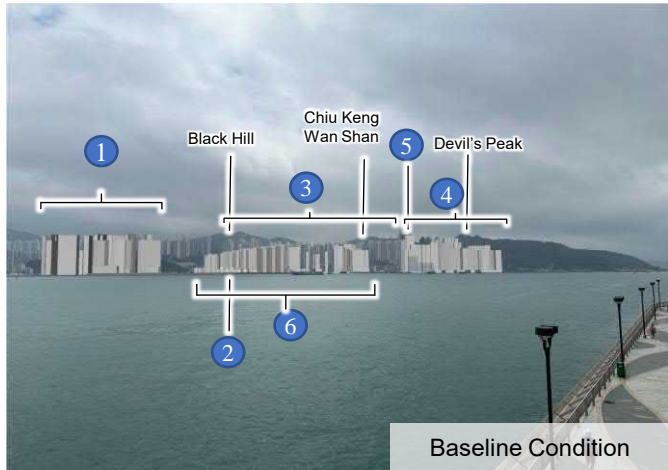 Chiu Keng
Wan Shan
Black Hill
Devil's Peak
1
5
3
4
6
2
Baseline Condition